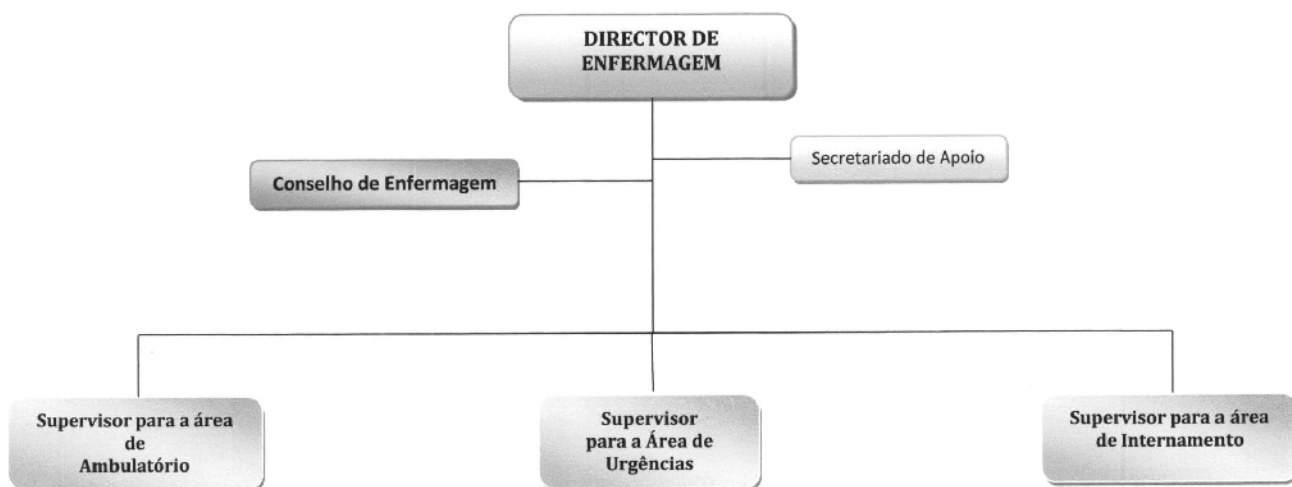 DIRECTOR DE
ENFERMAGEM
Secretariado de Apoio
Conselho de Enfermagem
Supervisor para a área
de
Ambulatório
Supervisor
para a Área de
Urgências
Supervisor para a área
de Internamento